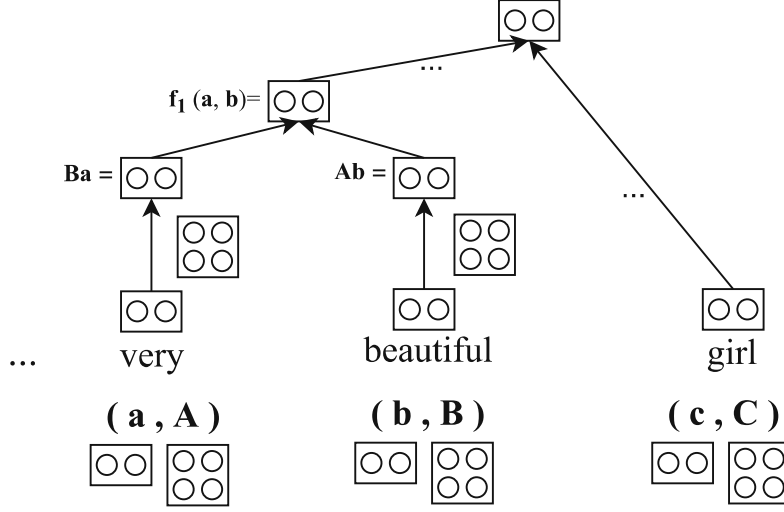 ...
f1 (a, b)=
Ba =
Ab =
...
...
very
beautiful
girl
( a , A )
( b , B )
( c , C )